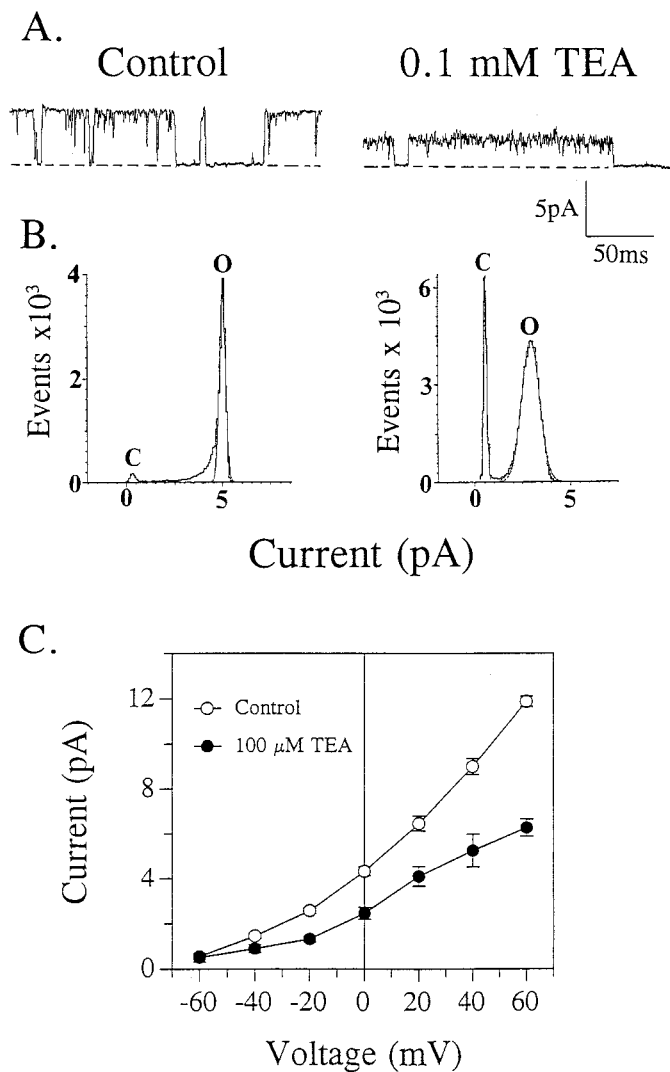 A.
Control 0.1 mM TEA
5pA
50ms
B.
Events x10³
4
2
0
C
O
0 5
Events x 10³
6
3
0
C
O
0 5
Current (pA)
C.
Current (pA)
12
8
4
0
Control
100 μM TEA
-60 -40 -20 0 20 40 60
Voltage (mV)